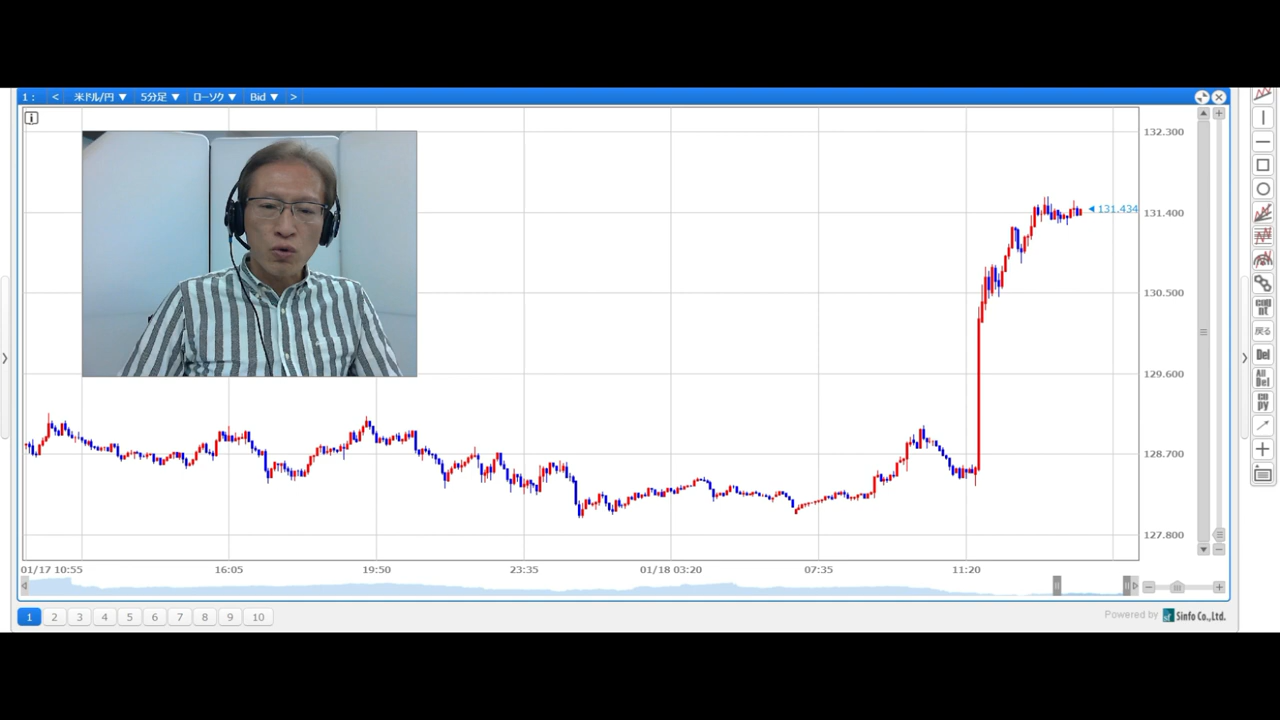 1 : < 米ドル/円 ▼ 5分足 ▼ ローソク ▼ Bid ▼ >
i
132.300
131.434
131.400
130.500
129.600
128.700
127.800
01/17 10:55 16:05 19:50 23:35 01/18 03:20 07:35 11:20
1 2 3 4 5 6 7 8 9 10
Powered by Sinfo Co.,Ltd.
戻る
Del
All
Del
co
py